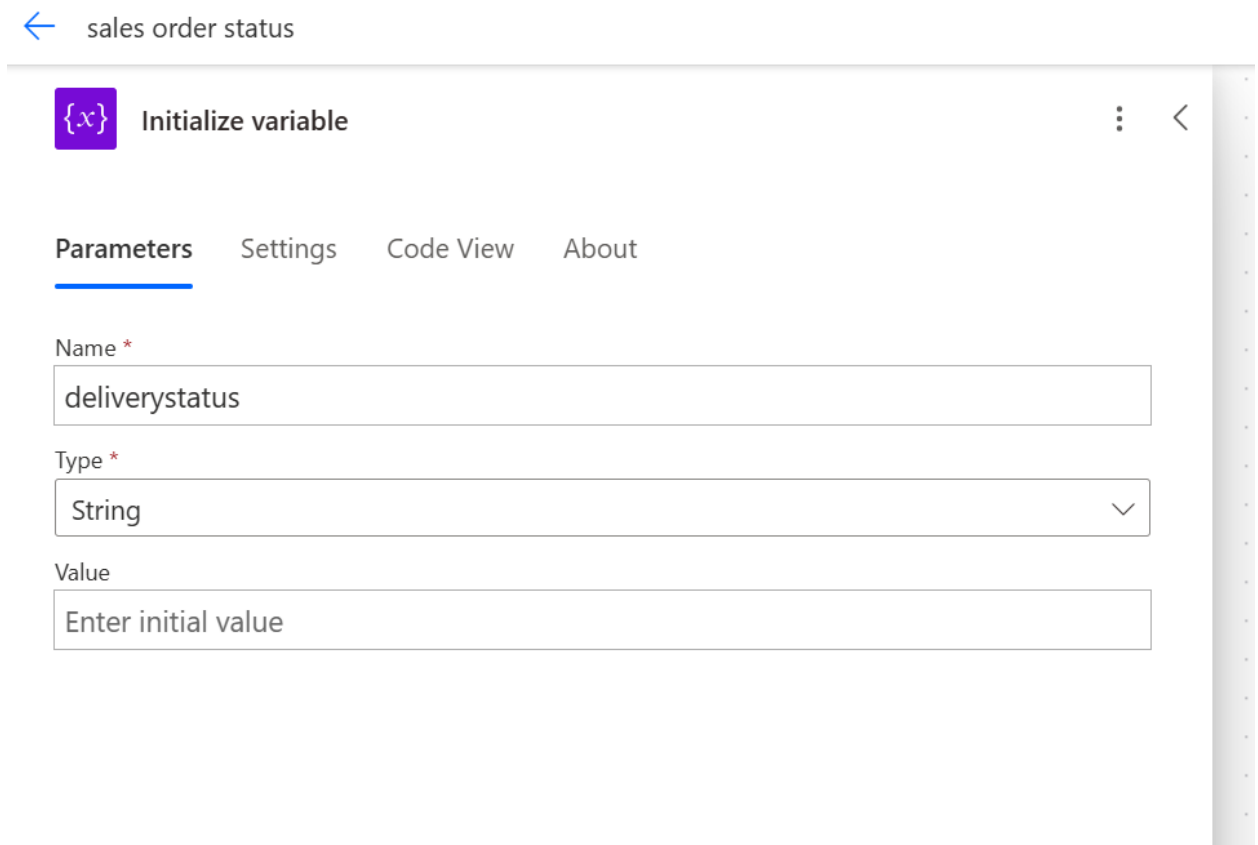 sales order status
{x} Initialize variable
Parameters Settings Code View About
Name *
deliverystatus
Type *
String
Value
Enter initial value